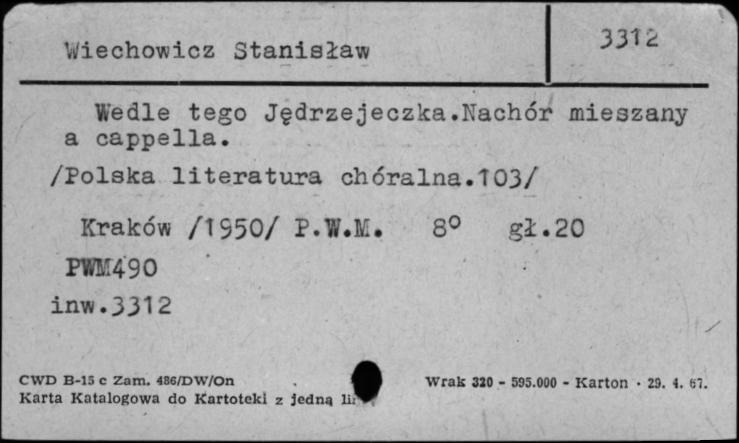 Wiechowicz Stanisław 3312
Wedle tego Jędrzejeczka.Nachór mieszany
a cappella.
/Polska literatura chóralna.103/
Kraków /1950/ P.W.M. 8º gł.20
PWM490
inw.3312
CWD B-15 c Zam. 486/DW/On Wrak 320 - 595.000 - Karton · 29. 4. 67.
Karta Katalogowa do Kartoteki z jedną